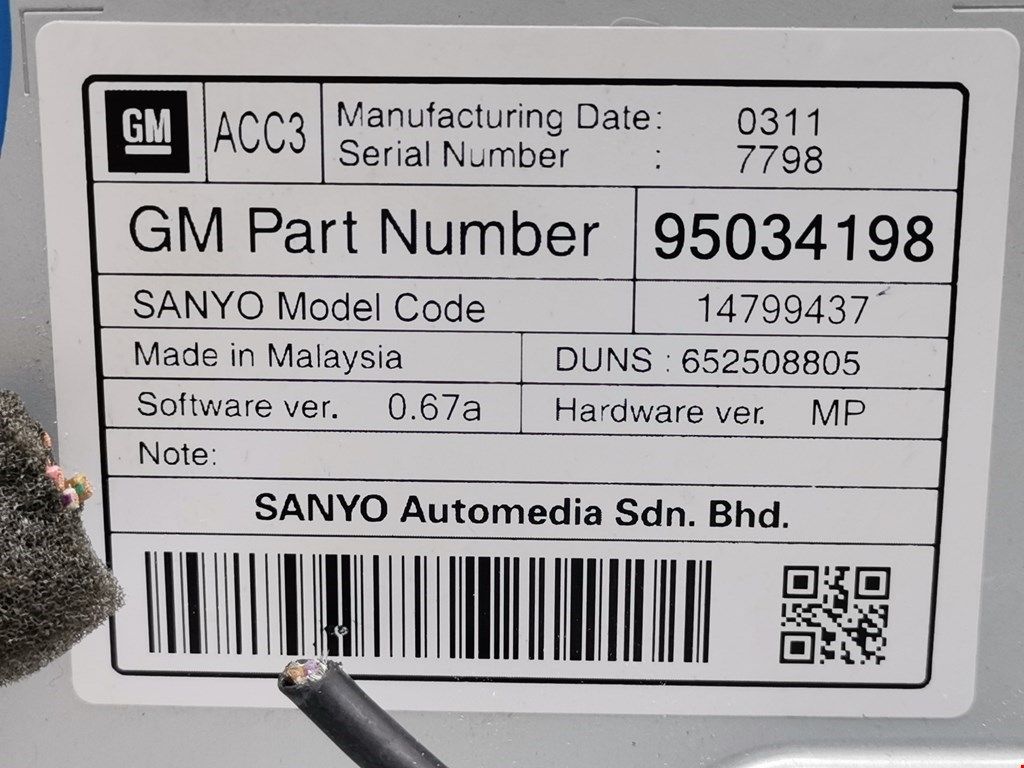 GM
ACC3
Manufacturing Date: 0311
Serial Number : 7798
GM Part Number 95034198
SANYO Model Code 14799437
Made in Malaysia DUNS : 652508805
Software ver. 0.67a Hardware ver. MP
Note:
SANYO Automedia Sdn. Bhd.